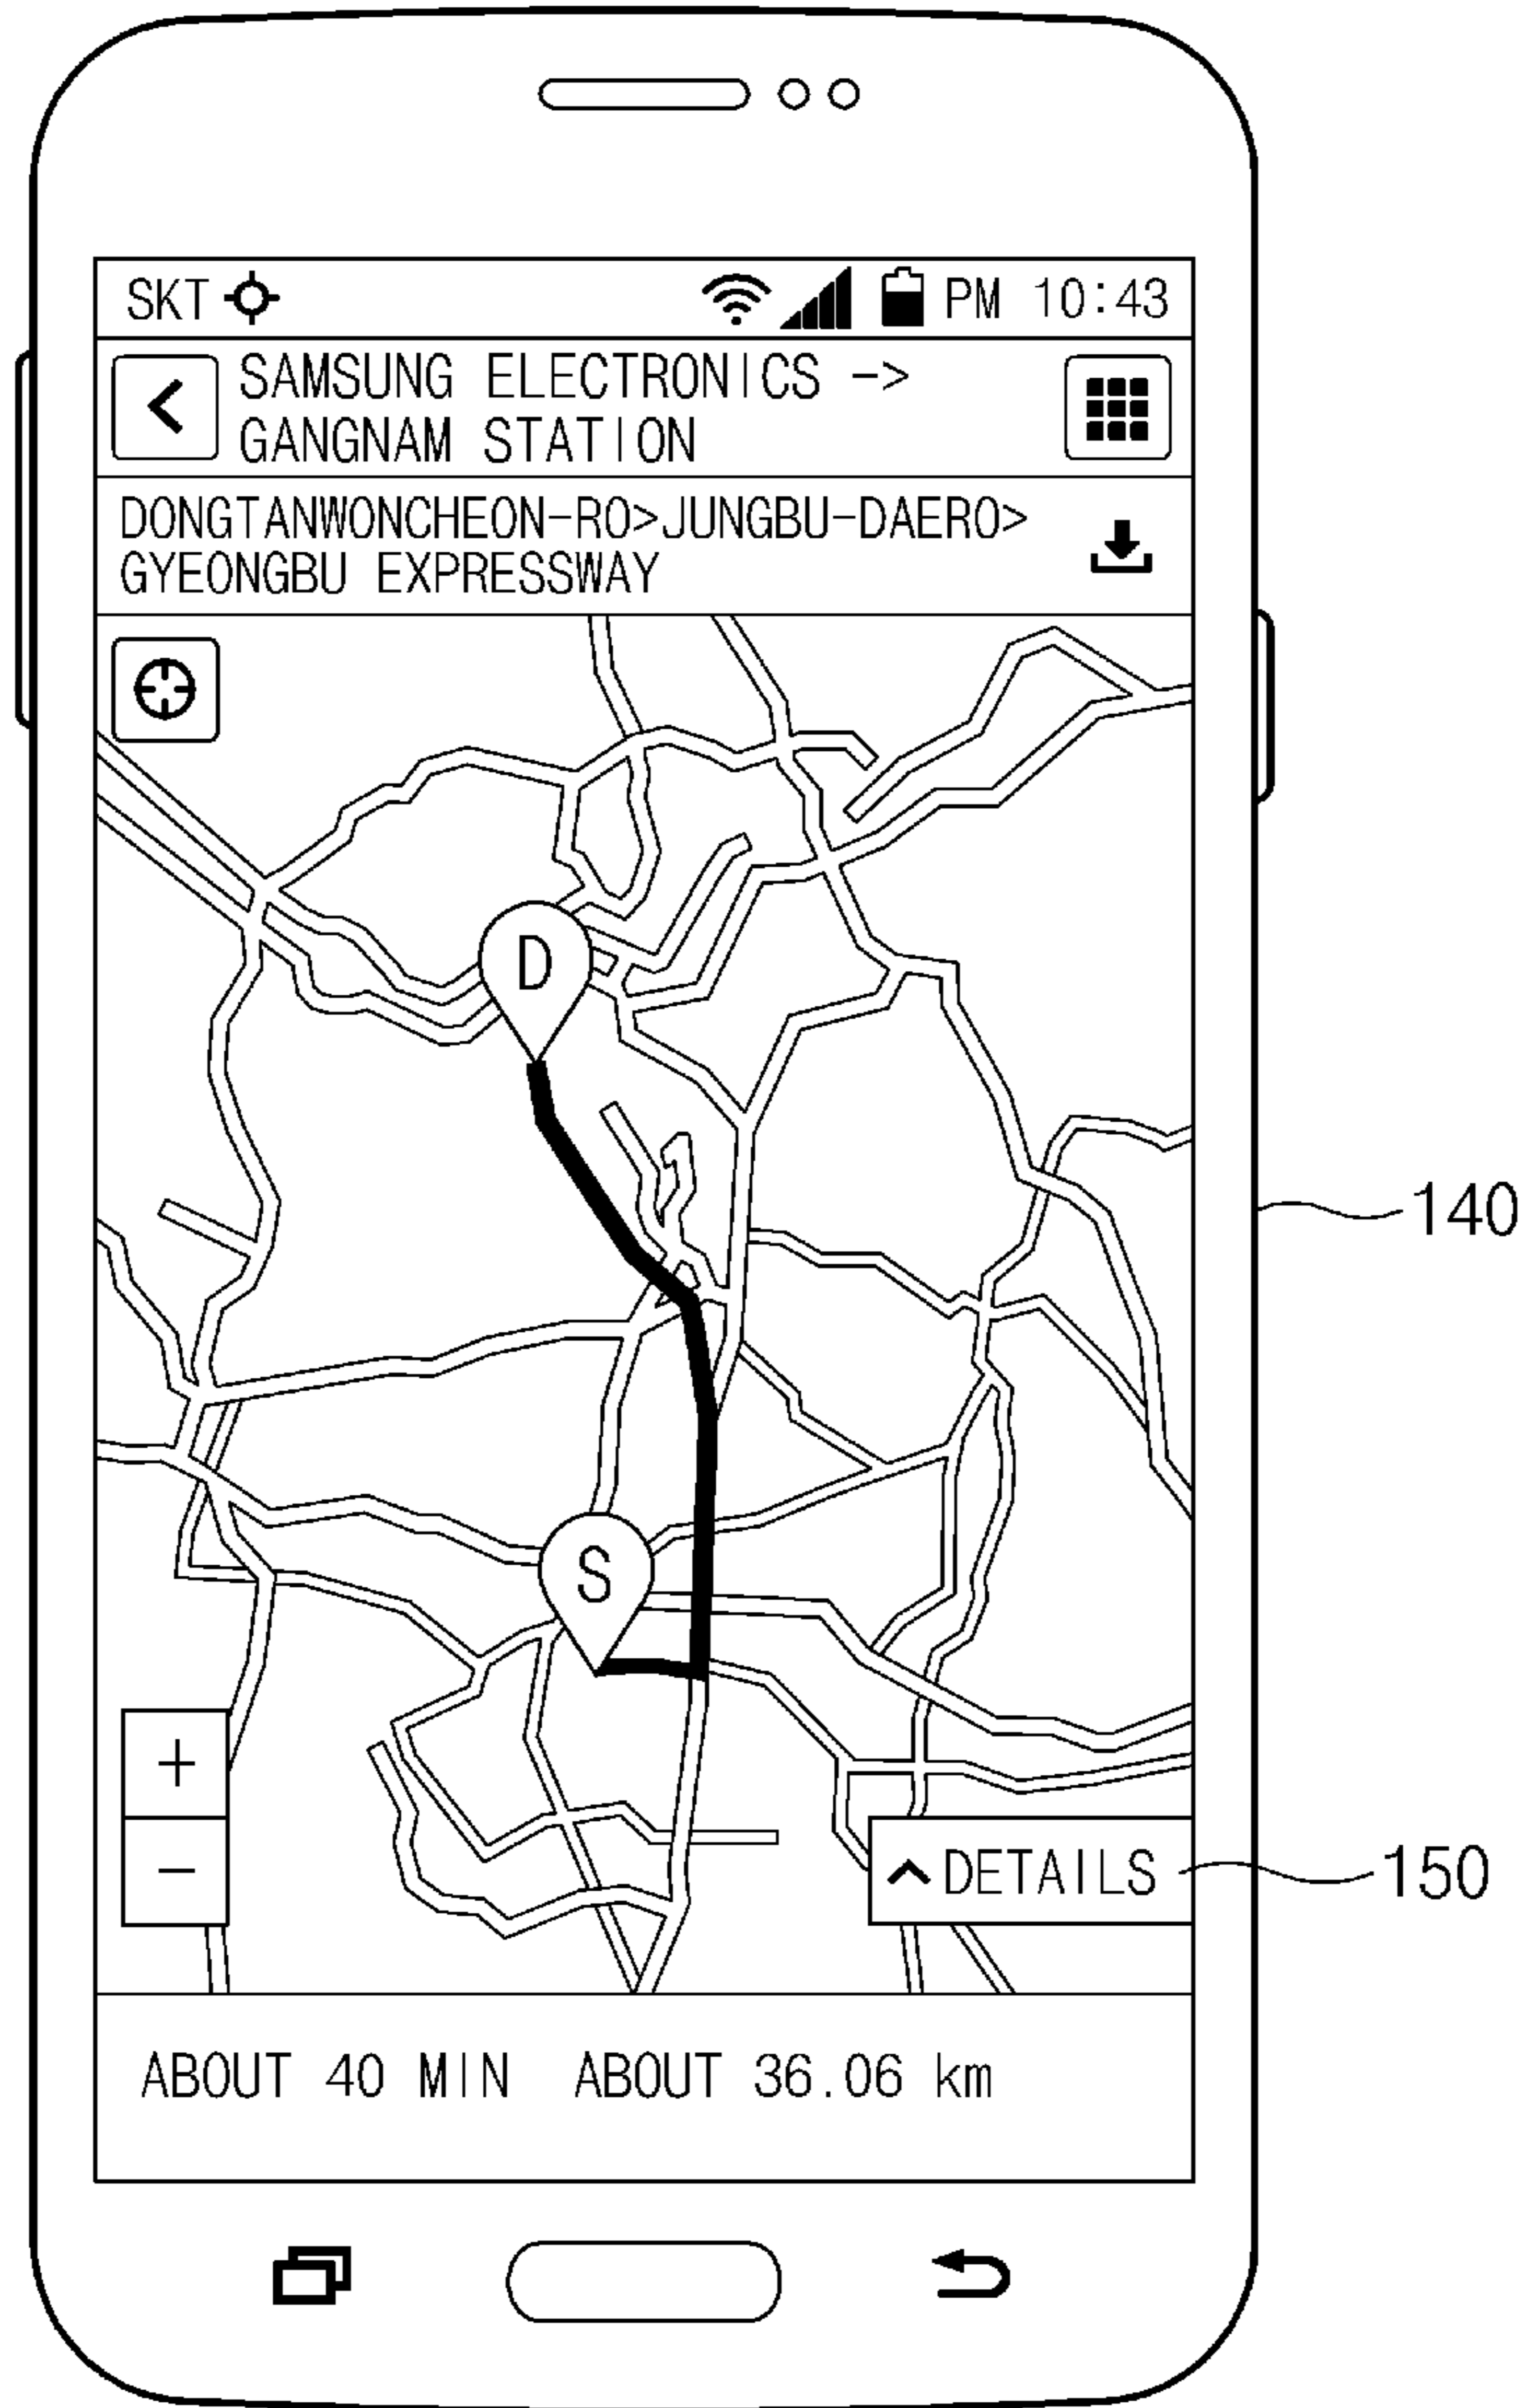 SKT PM 10:43
SAMSUNG ELECTRONICS ->
GANGNAM STATION
DONGTANWONCHEON-RO>JUNGBU-DAERO>
GYEONGBU EXPRESSWAY
D
140
S
+
-
DETAILS
150
ABOUT 40 MIN ABOUT 36.06 km